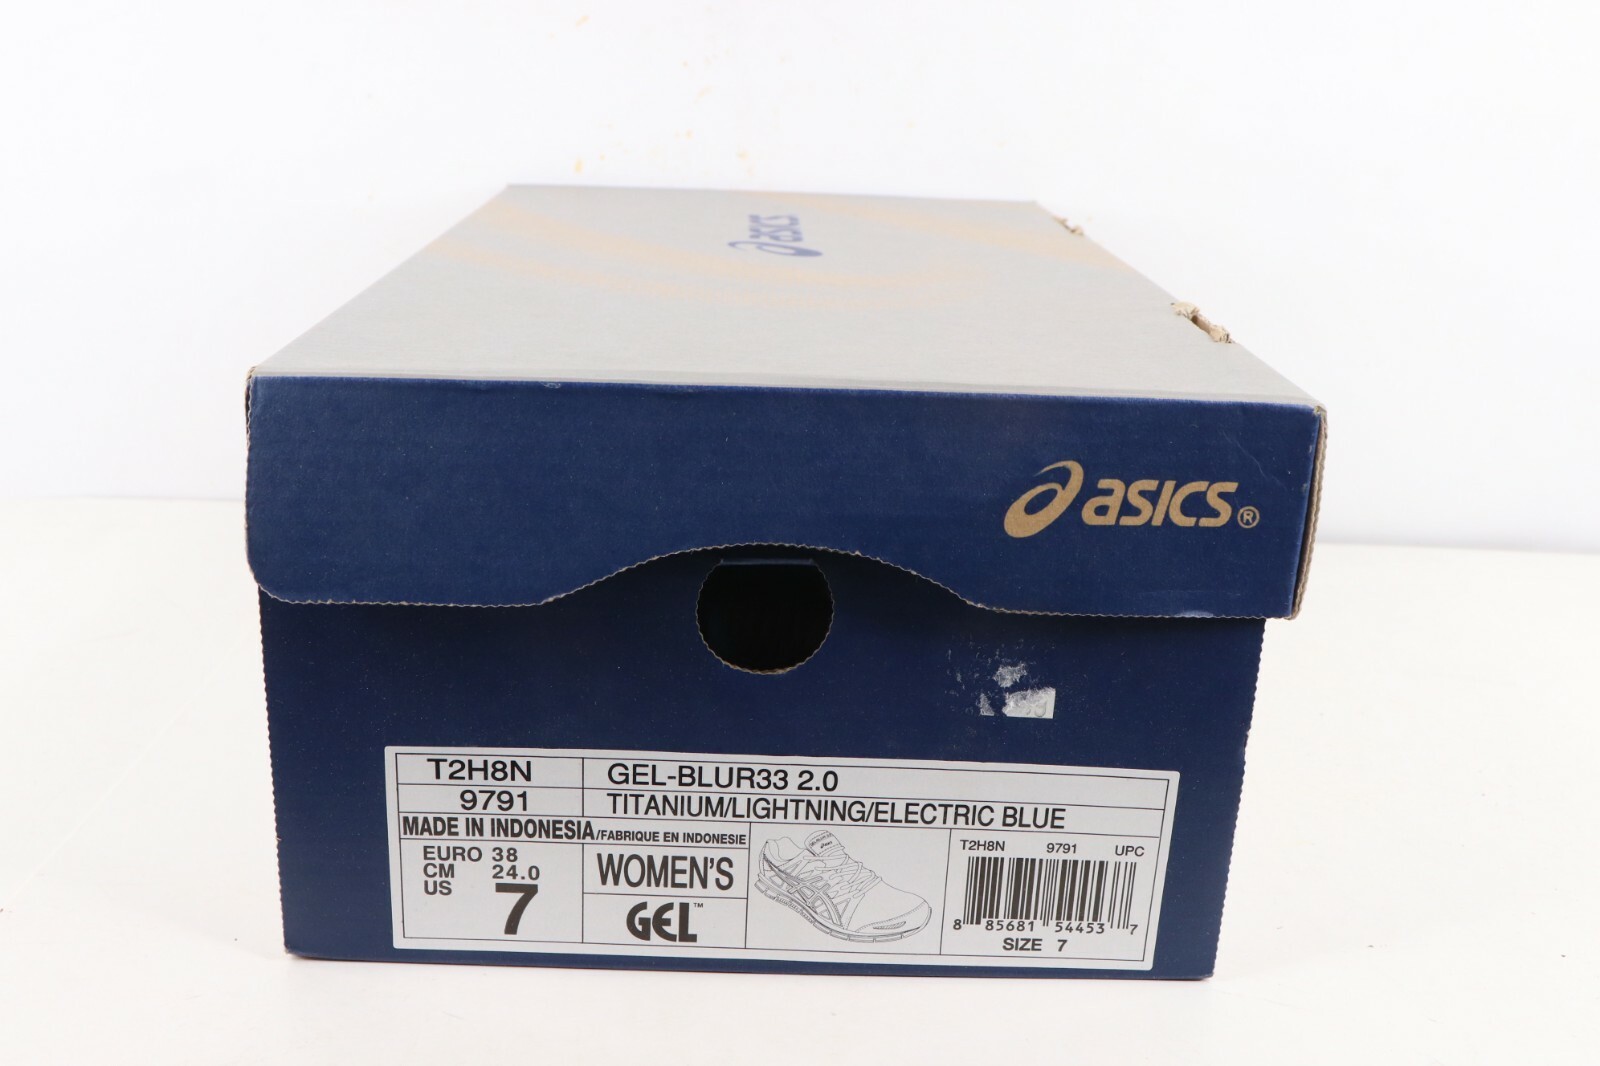 asics
asics®
T2H8N
GEL-BLUR33 2.0
9791
TITANIUM/LIGHTNING/ELECTRIC BLUE
MADE IN INDONESIA/FABRIQUE EN INDONESIE
EURO 38
CM 24.0
US 7
WOMEN'S
GEL™
T2H8N 9791 UPC
8 85681 54453 7
SIZE 7